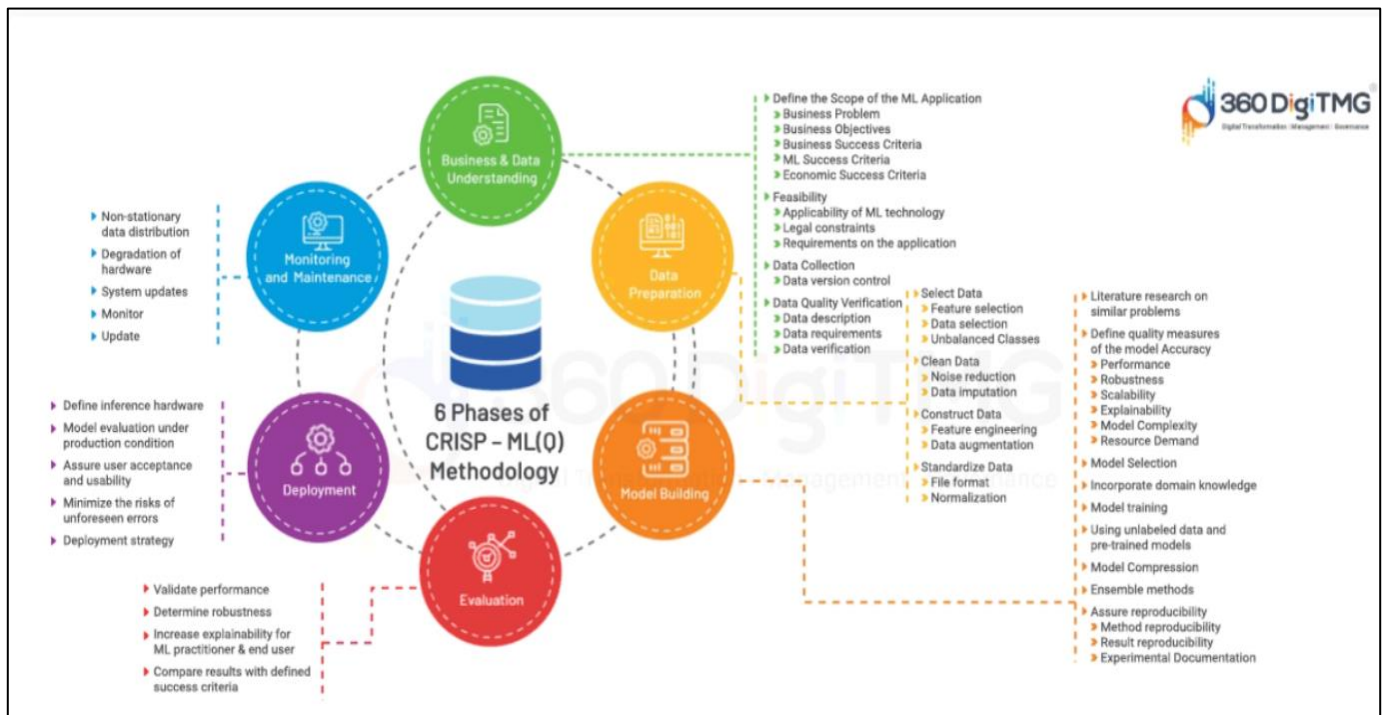 360 DigiTMG
Digital Transformation | Management | Governance
Business & Data
Understanding
Define the Scope of the ML Application
Business Problem
Business Objectives
Business Success Criteria
ML Success Criteria
Economic Success Criteria
Feasibility
Applicability of ML technology
Legal constraints
Requirements on the application
Data Collection
Data version control
Data Quality Verification
Data description
Data requirements
Data verification
Data
Preparation
Select Data
Feature selection
Data selection
Unbalanced Classes
Clean Data
Noise reduction
Data imputation
Construct Data
Feature engineering
Data augmentation
Standardize Data
File format
Normalization
Model Building
Literature research on
similar problems
Define quality measures
of the model Accuracy
Performance
Robustness
Scalability
Explainability
Model Complexity
Resource Demand
Model Selection
Incorporate domain knowledge
Model training
Using unlabeled data and
pre-trained models
Model Compression
Ensemble methods
Assure reproducibility
Method reproducibility
Result reproducibility
Experimental Documentation
Evaluation
Validate performance
Determine robustness
Increase explainability for
ML practitioner & end user
Compare results with defined
success criteria
Deployment
Define inference hardware
Model evaluation under
production condition
Assure user acceptance
and usability
Minimize the risks of
unforeseen errors
Deployment strategy
Monitoring
and Maintenance
Non-stationary
data distribution
Degradation of
hardware
System updates
Monitor
Update
6 Phases of
CRISP - ML(Q)
Methodology
360 DigiTMG